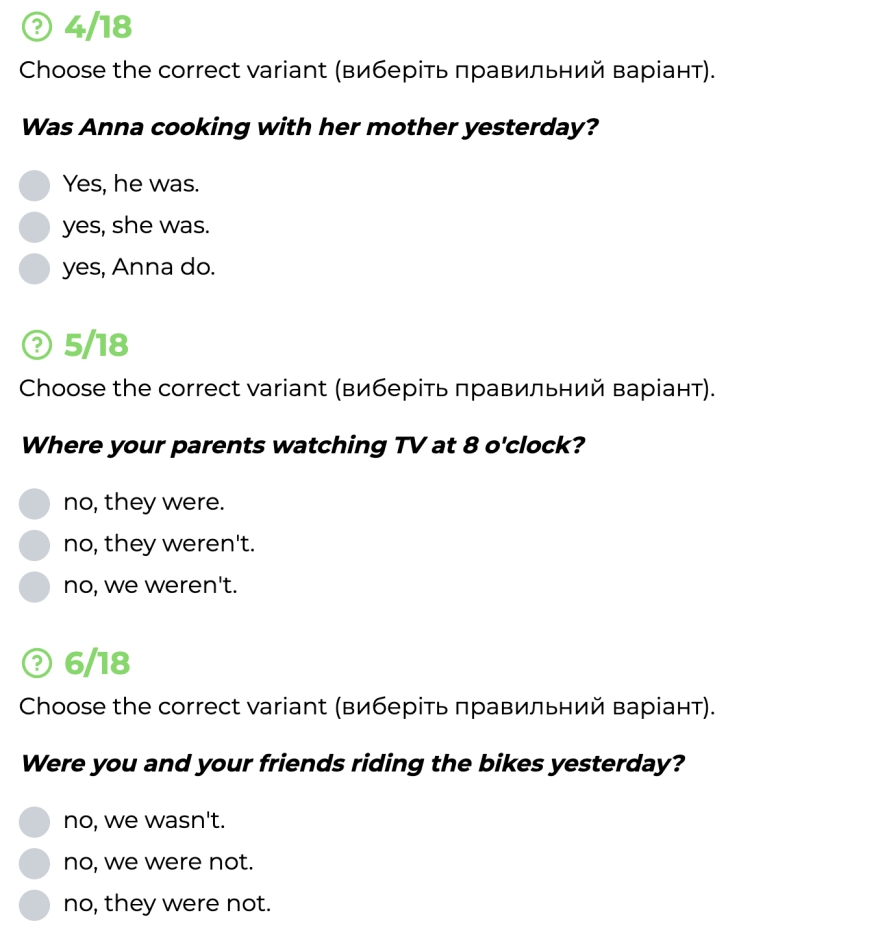 4/18
Choose the correct variant (виберіть правильний варіант).
Was Anna cooking with her mother yesterday?
Yes, he was.
yes, she was.
yes, Anna do.
5/18
Choose the correct variant (виберіть правильний варіант).
Where your parents watching TV at 8 o'clock?
no, they were.
no, they weren't.
no, we weren't.
6/18
Choose the correct variant (виберіть правильний варіант).
Were you and your friends riding the bikes yesterday?
no, we wasn't.
no, we were not.
no, they were not.